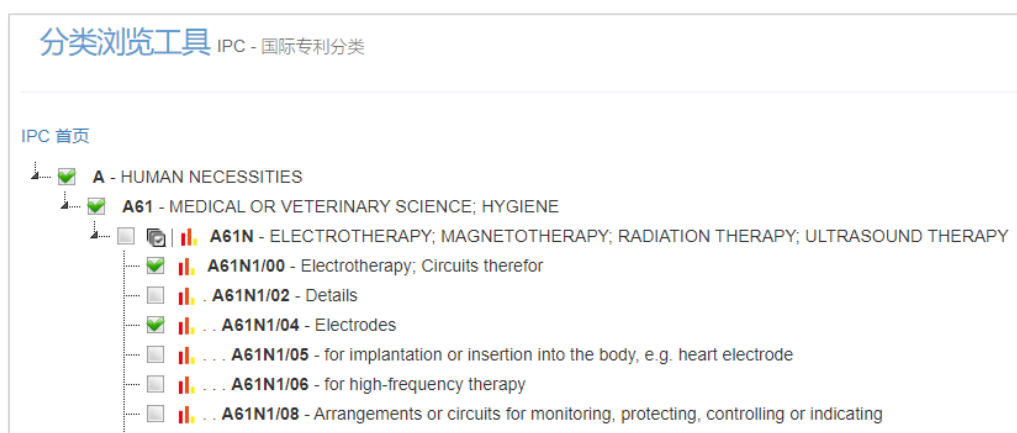 分类浏览工具 IPC - 国际专利分类
IPC 首页
A - HUMAN NECESSITIES
A61 - MEDICAL OR VETERINARY SCIENCE; HYGIENE
| A61N - ELECTROTHERAPY; MAGNETOTHERAPY; RADIATION THERAPY; ULTRASOUND THERAPY
A61N1/00 - Electrotherapy; Circuits therefor
. A61N1/02 - Details
. . A61N1/04 - Electrodes
. . . A61N1/05 - for implantation or insertion into the body, e.g. heart electrode
. . . A61N1/06 - for high-frequency therapy
. . A61N1/08 - Arrangements or circuits for monitoring, protecting, controlling or indicating